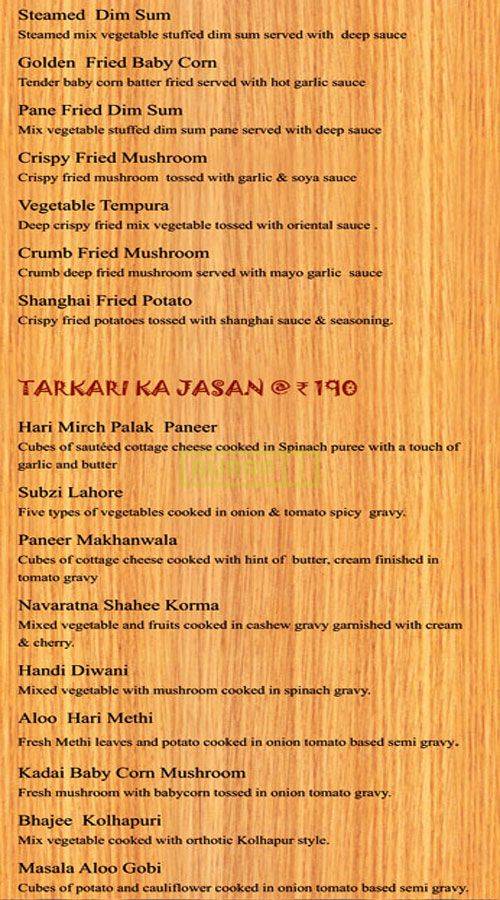 Steamed Dim Sum
Steamed mix vegetable stuffed dim sum served with deep sauce
Golden Fried Baby Corn
Tender baby corn batter fried served with hot garlic sauce
Pane Fried Dim Sum
Mix vegetable stuffed dim sum pane served with deep sauce
Crispy Fried Mushroom
Crispy fried mushroom tossed with garlic & soya sauce
Vegetable Tempura
Deep crispy fried mix vegetable tossed with oriental sauce .
Crumb Fried Mushroom
Crumb deep fried mushroom served with mayo garlic sauce
Shanghai Fried Potato
Crispy fried potatoes tossed with shanghai sauce & seasoning.
TARKARI KA JASAN @ ₹ 190
Hari Mirch Palak Paneer
Cubes of sautéed cottage cheese cooked in Spinach puree with a touch of
garlic and butter
Subzi Lahore
Five types of vegetables cooked in onion & tomato spicy gravy.
Paneer Makhanwala
Cubes of cottage cheese cooked with hint of butter, cream finished in
tomato gravy
Navaratna Shahee Korma
Mixed vegetable and fruits cooked in cashew gravy garnished with cream
& cherry.
Handi Diwani
Mixed vegetable with mushroom cooked in spinach gravy.
Aloo Hari Methi
Fresh Methi leaves and potato cooked in onion tomato based semi gravy.
Kadai Baby Corn Mushroom
Fresh mushroom with babycorn tossed in onion tomato gravy.
Bhajee Kolhapuri
Mix vegetable cooked with orthotic Kolhapur style.
Masala Aloo Gobi
Cubes of potato and cauliflower cooked in onion tomato based semi gravy.